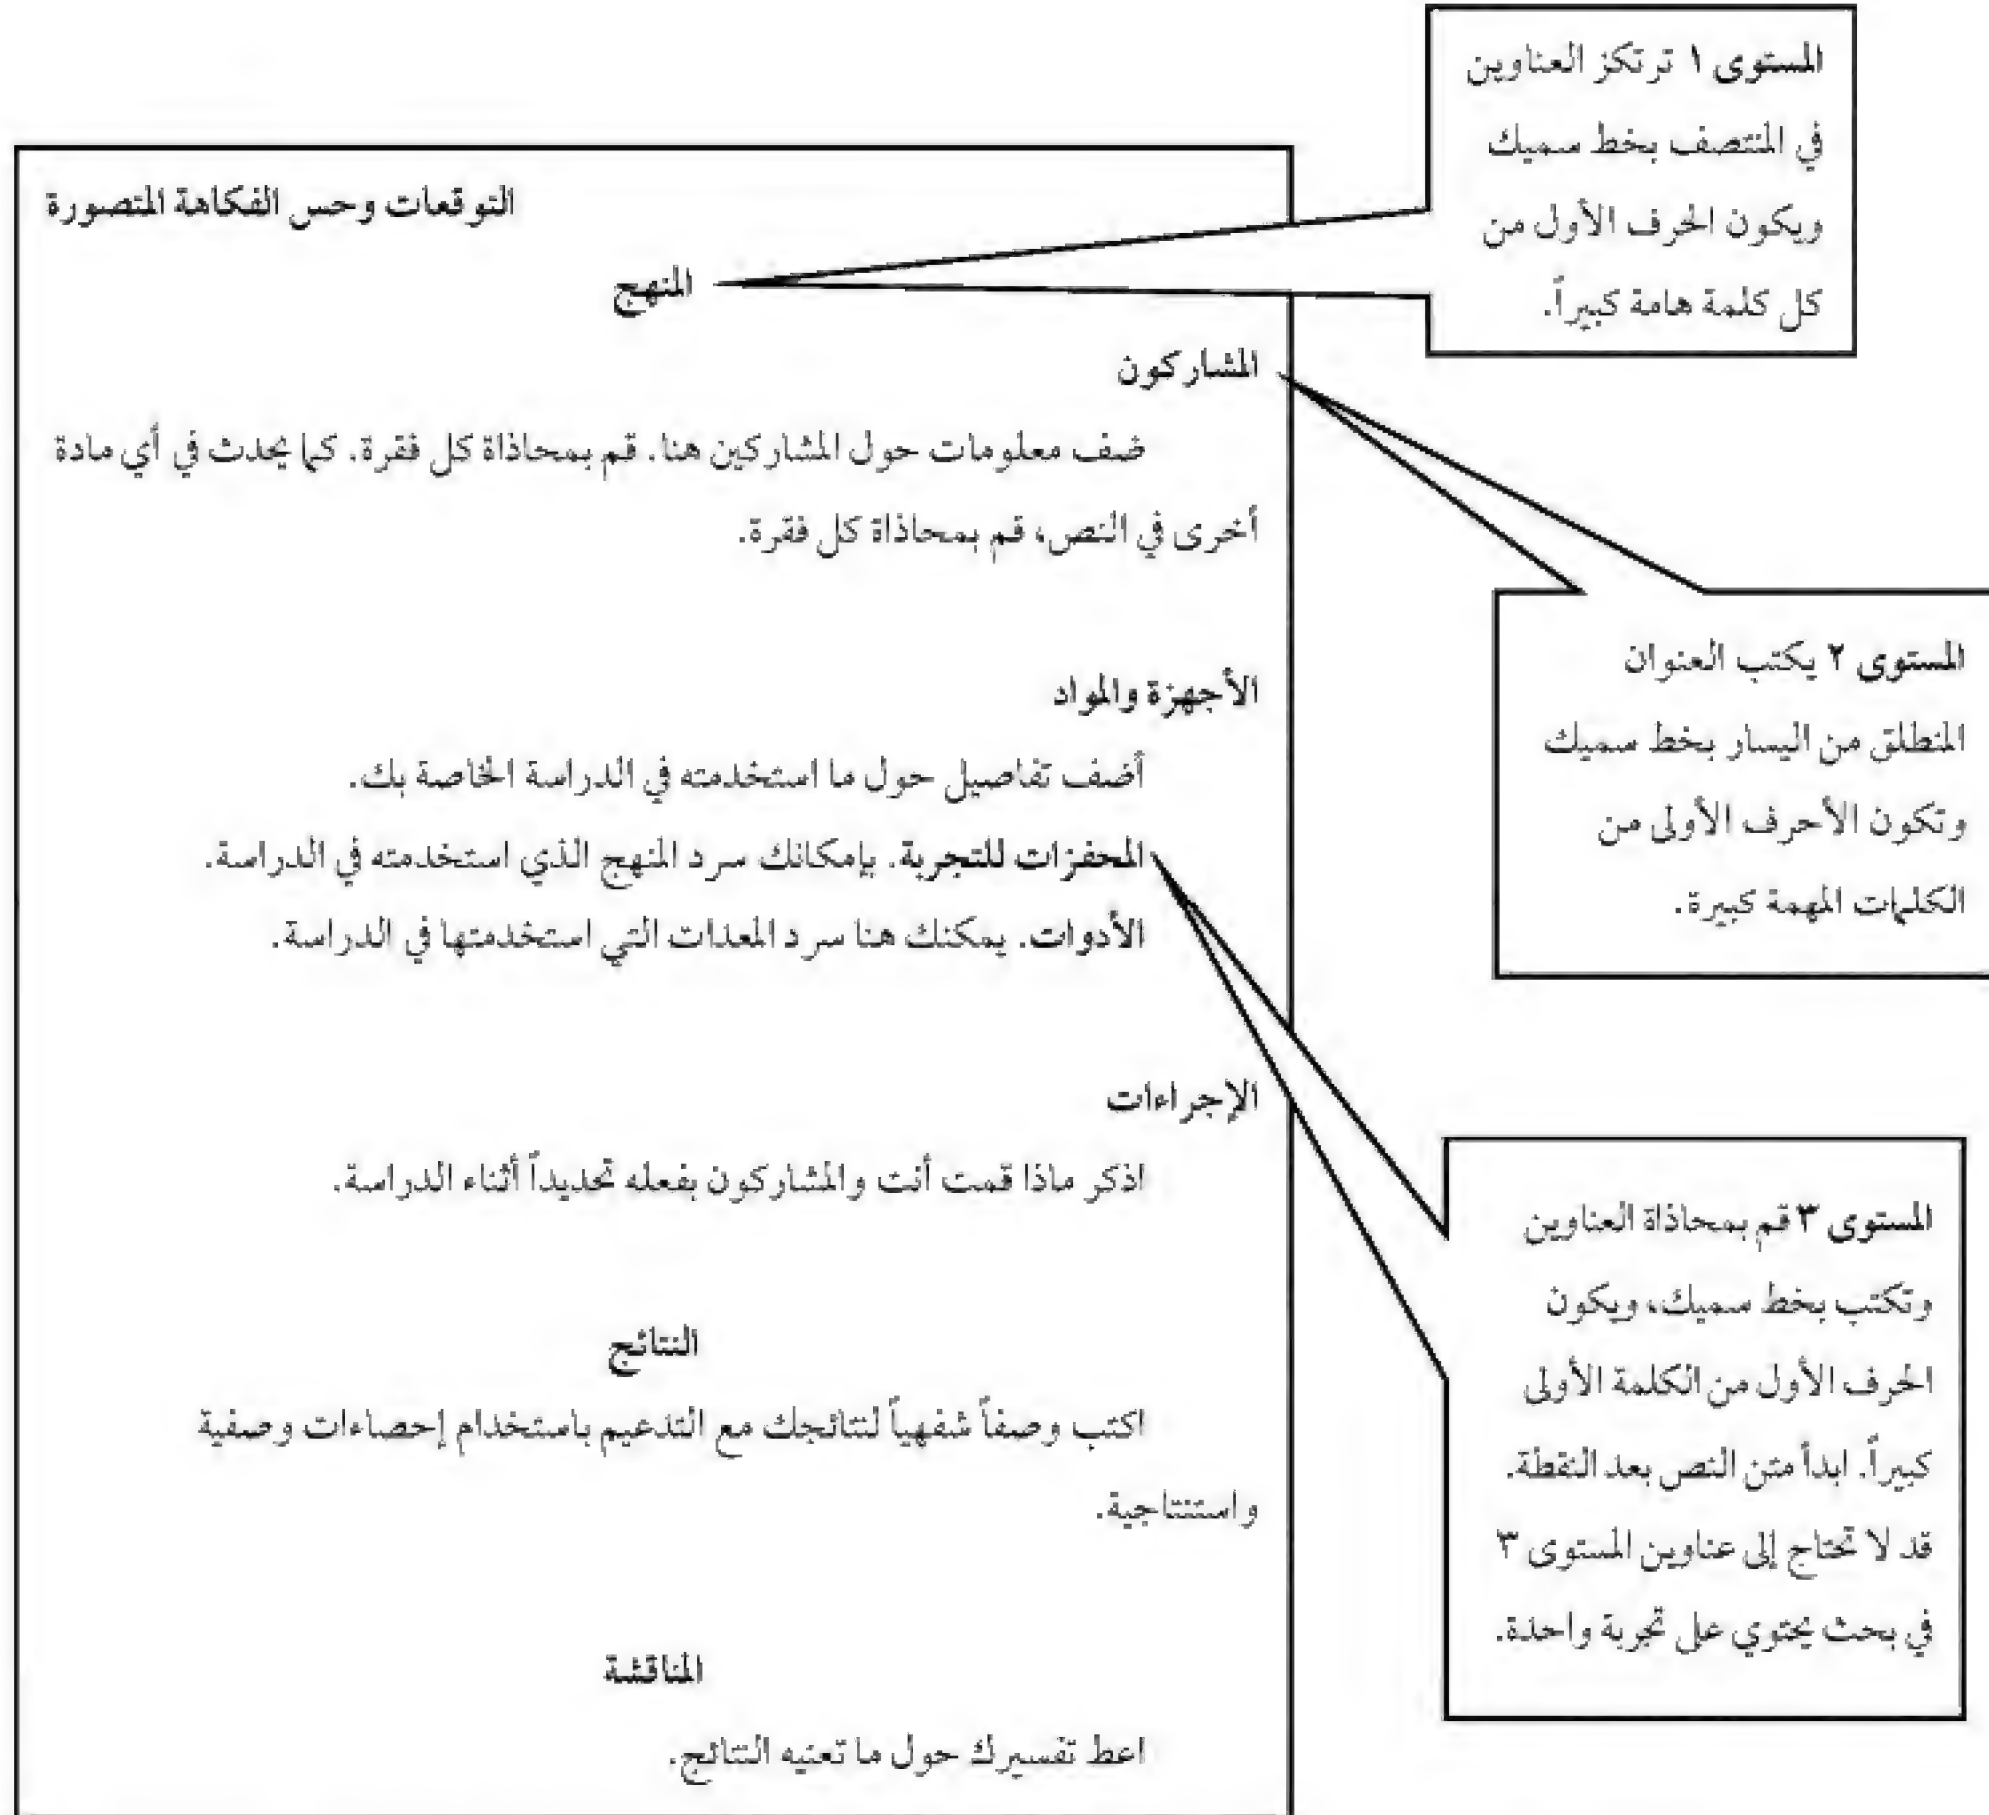 المستوى ١ ترتكز العناوين
في المنتصف بخط سميك
ويكون الحرف الأول من
كل كلمة هامة كبيراً.
التوقعات وحس الفكاهة المتصورة
المنهج
المشاركون
ضف معلومات حول المشاركين هنا. قم بمحاذاة كل فقرة. كما يحدث في أي مادة
أخرى في النص، قم بمحاذاة كل فقرة.
المستوى ٢ يكتب العنوان
المنطلق من اليسار بخط سميك
وتكون الأحرف الأولى من
الكلمات المهمة كبيرة.
الأجهزة والمواد
أضف تفاصيل حول ما استخدمته في الدراسة الخاصة بك.
المحفزات للتجربة. بإمكانك سرد المنهج الذي استخدمته في الدراسة.
الأدوات. يمكنك هنا سرد المعدات التي استخدمتها في الدراسة.
الإجراءات
اذكر ماذا قمت أنت والمشاركون بفعله تحديداً أثناء الدراسة.
المستوى ٣ قم بمحاذاة العناوين
وتكتب بخط سميك، ويكون
الحرف الأول من الكلمة الأولى
كبيراً. ابدأ متن النص بعد النقطة.
قد لا تحتاج إلى عناوين المستوى ٣
في بحث يحتوي على تجربة واحدة.
النتائج
اكتب وصفاً شفهياً لنتائجك مع التدعيم باستخدام إحصاءات وصفية
واستنتاجية.
المناقشة
اعط تفسيرك حول ما تعنيه النتائج.